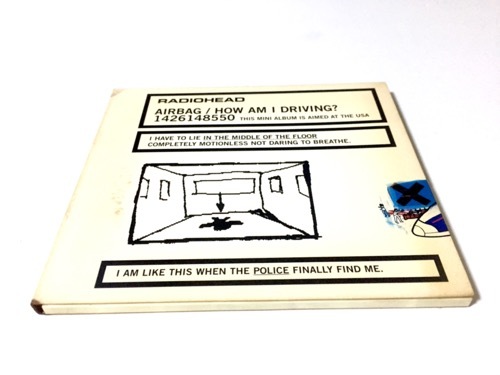 RADIOHEAD
AIRBAG / HOW AM I DRIVING?
1426148550 THIS MINI ALBUM IS AIMED AT THE USA
I HAVE TO LIE IN THE MIDDLE OF THE FLOOR
COMPLETELY MOTIONLESS NOT DARING TO BREATHE.
I AM LIKE THIS WHEN THE POLICE FINALLY FIND ME.